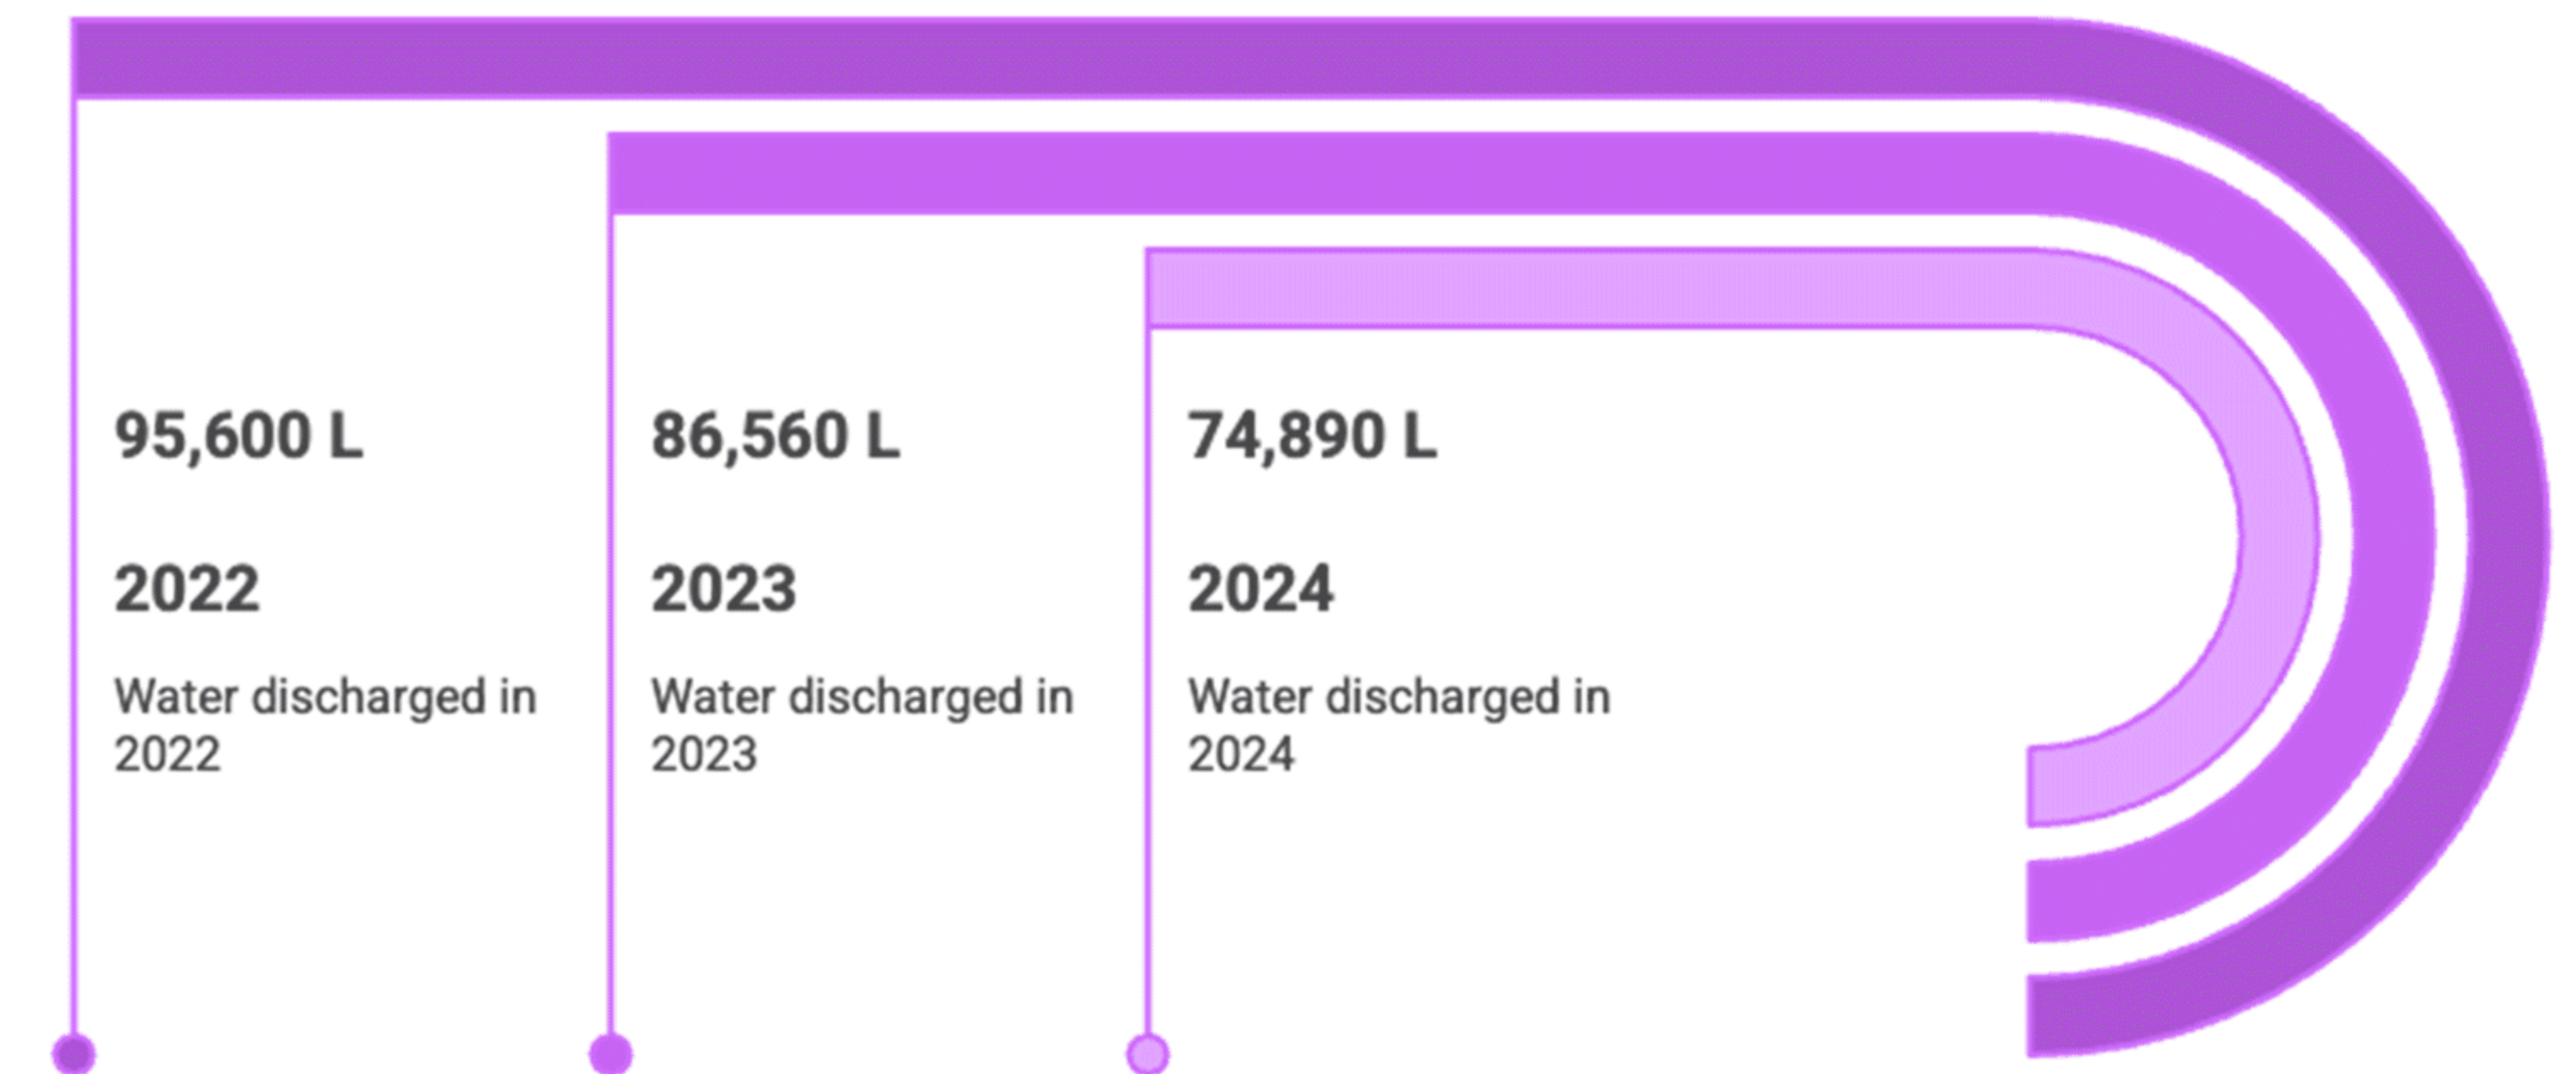 95,600 L
2022
Water discharged in
2022
86,560 L
2023
Water discharged in
2023
74,890 L
2024
Water discharged in
2024